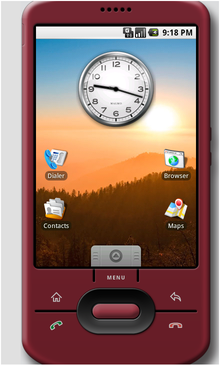 9:18 PM
Dialer
Browser
Contacts
Maps
MENU